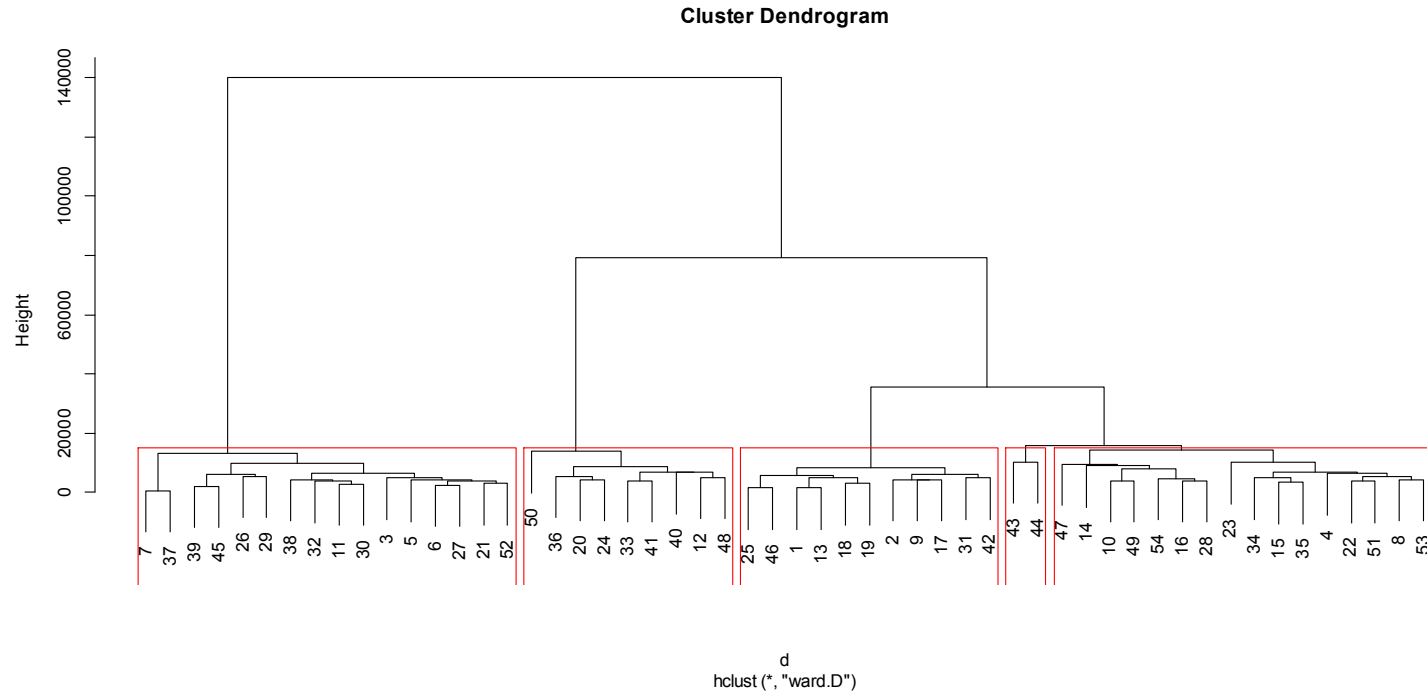 Cluster Dendrogram
Height
0
20000
60000
100000
140000
7 37 39 45 26 29 38 32 11 30 3 5 6 27 21 52 50 36 20 24 33 41 40 12 48 25 46 1 13 18 19 2 9 17 31 42 43 44 47 14 10 49 54 16 28 23 34 15 35 4 22 51 8 53
d
hclust (*, "ward.D")